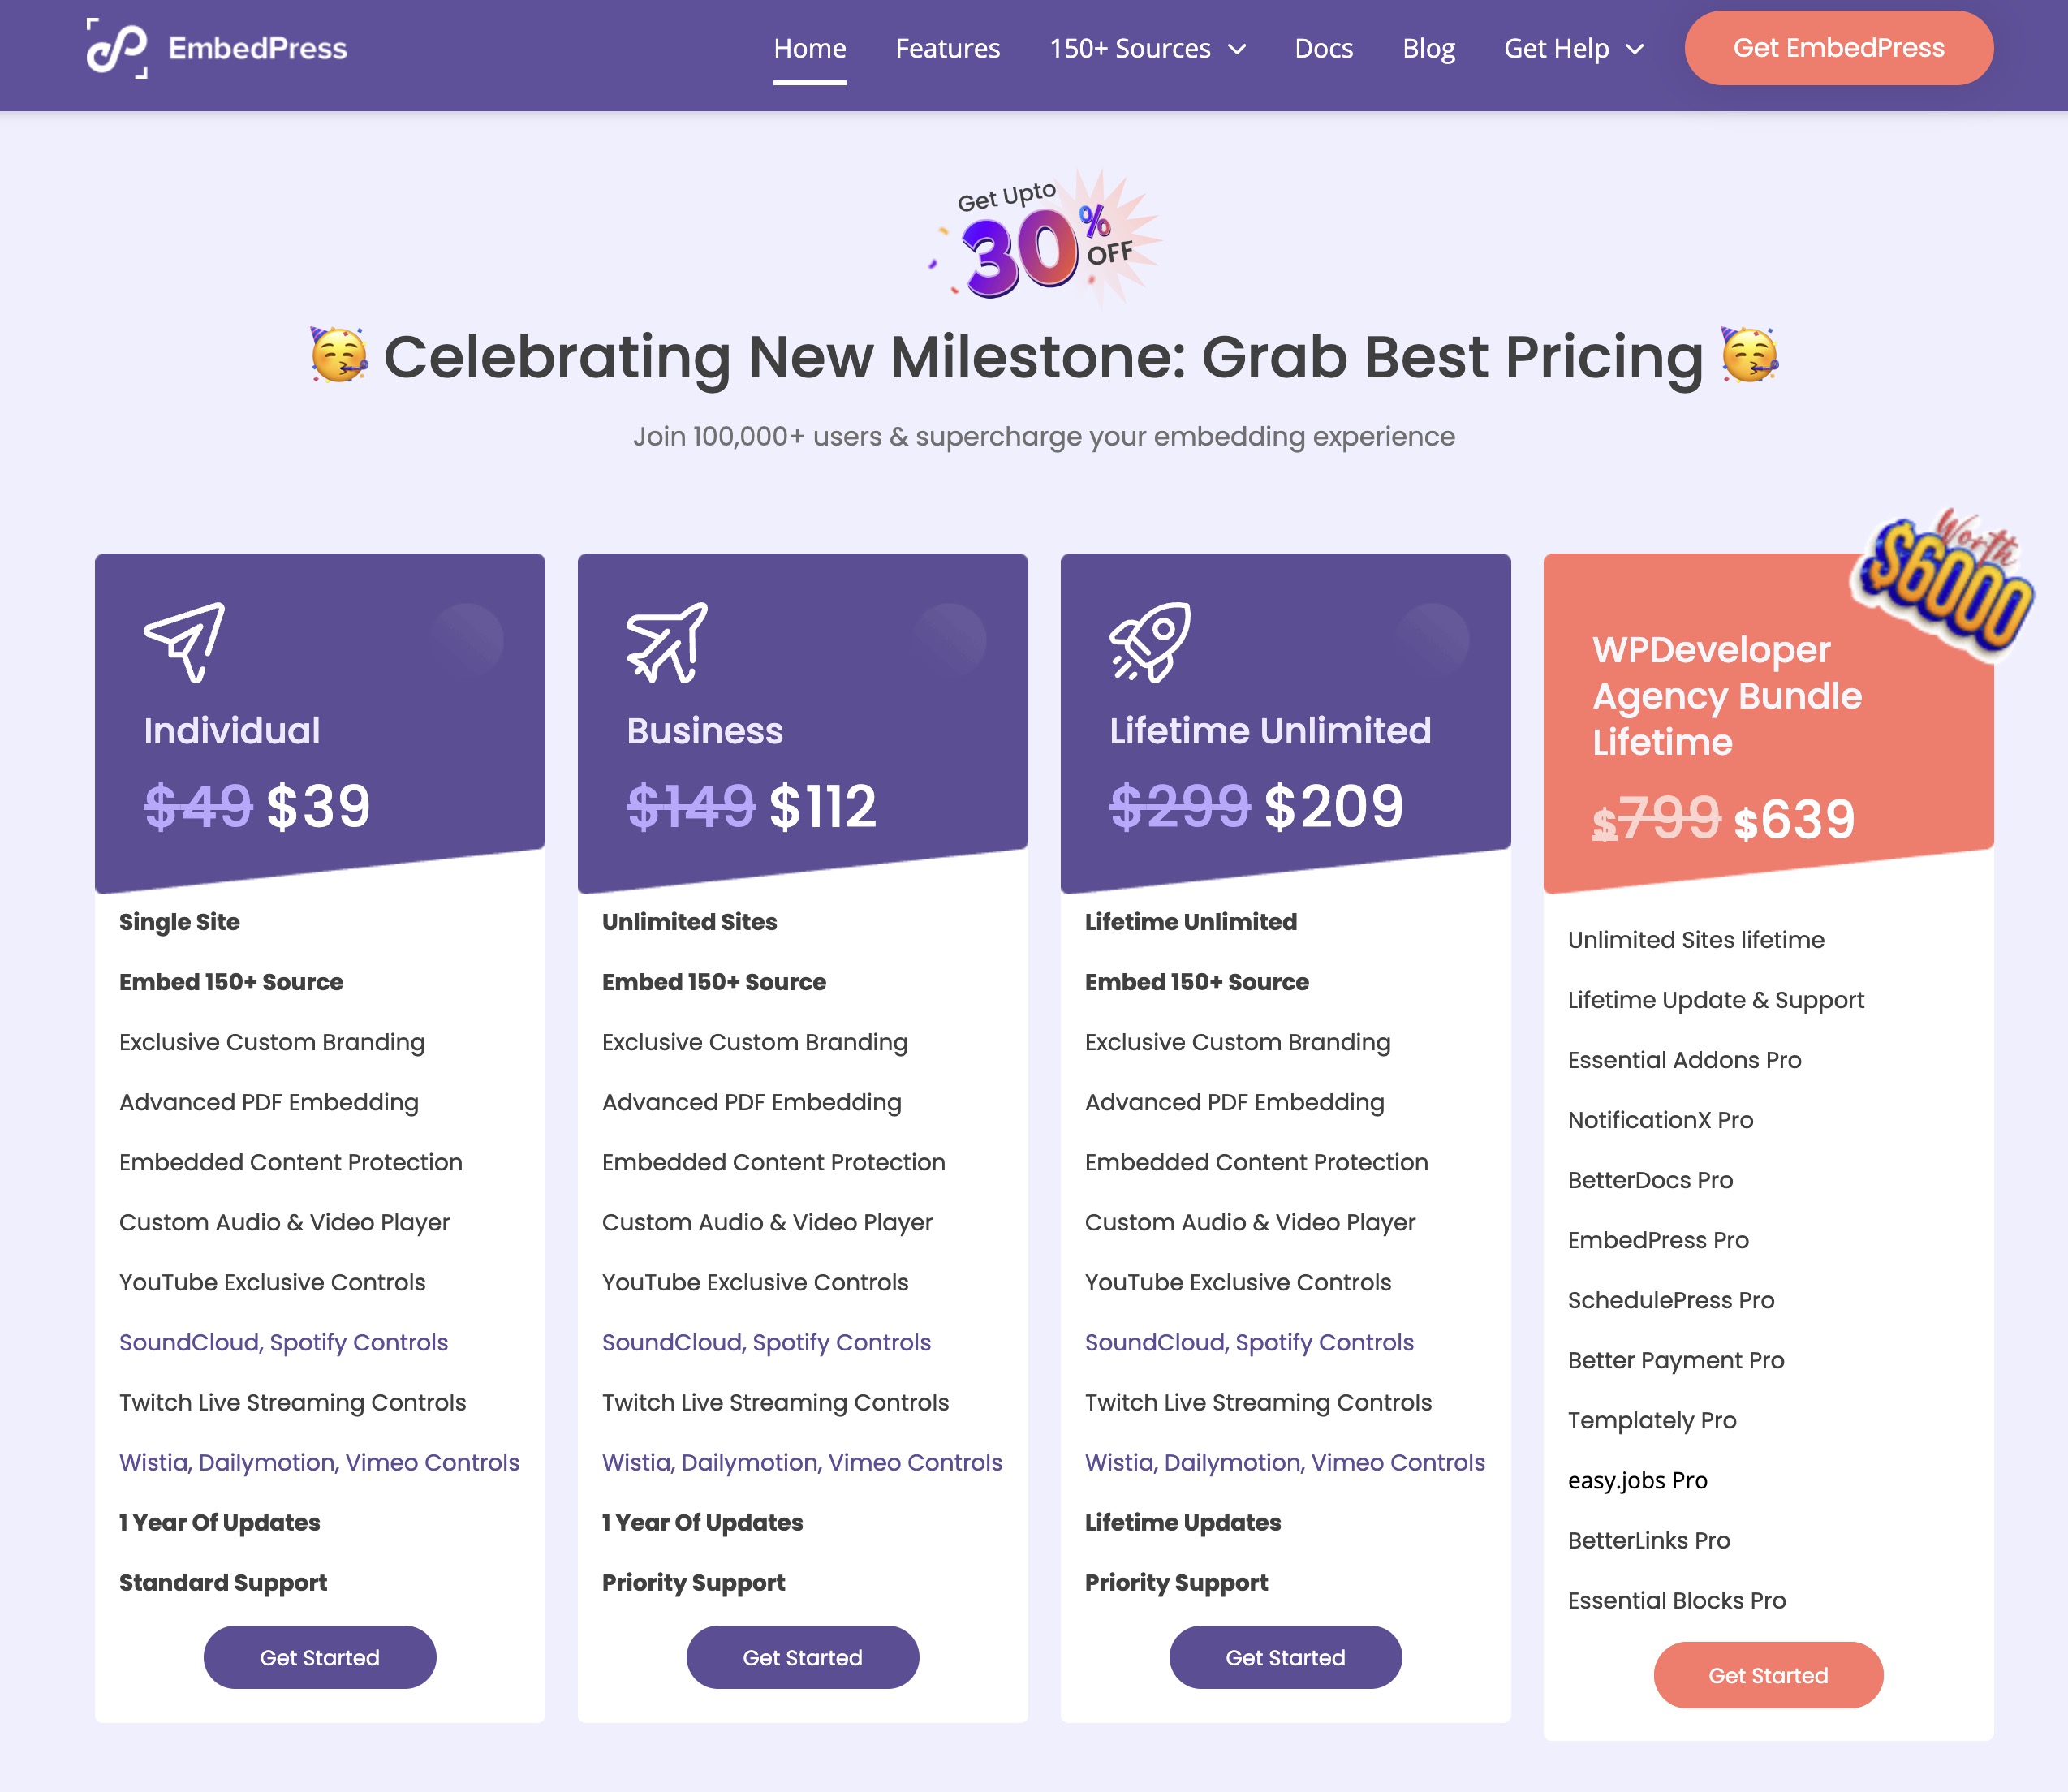 EmbedPress
Home Features 150+ Sources Docs Blog Get Help Get EmbedPress
Get Upto
30% OFF
🥳 Celebrating New Milestone: Grab Best Pricing 🥳
Join 100,000+ users & supercharge your embedding experience
Individual
$49 $39
Single Site
Embed 150+ Source
Exclusive Custom Branding
Advanced PDF Embedding
Embedded Content Protection
Custom Audio & Video Player
YouTube Exclusive Controls
SoundCloud, Spotify Controls
Twitch Live Streaming Controls
Wistia, Dailymotion, Vimeo Controls
1 Year Of Updates
Standard Support
Get Started
Business
$149 $112
Unlimited Sites
Embed 150+ Source
Exclusive Custom Branding
Advanced PDF Embedding
Embedded Content Protection
Custom Audio & Video Player
YouTube Exclusive Controls
SoundCloud, Spotify Controls
Twitch Live Streaming Controls
Wistia, Dailymotion, Vimeo Controls
1 Year Of Updates
Priority Support
Get Started
Lifetime Unlimited
$299 $209
Lifetime Unlimited
Embed 150+ Source
Exclusive Custom Branding
Advanced PDF Embedding
Embedded Content Protection
Custom Audio & Video Player
YouTube Exclusive Controls
SoundCloud, Spotify Controls
Twitch Live Streaming Controls
Wistia, Dailymotion, Vimeo Controls
Lifetime Updates
Priority Support
Get Started
Worth
$6000
WPDeveloper
Agency Bundle
Lifetime
$799 $639
Unlimited Sites lifetime
Lifetime Update & Support
Essential Addons Pro
NotificationX Pro
BetterDocs Pro
EmbedPress Pro
SchedulePress Pro
Better Payment Pro
Templately Pro
easy.jobs Pro
BetterLinks Pro
Essential Blocks Pro
Get Started